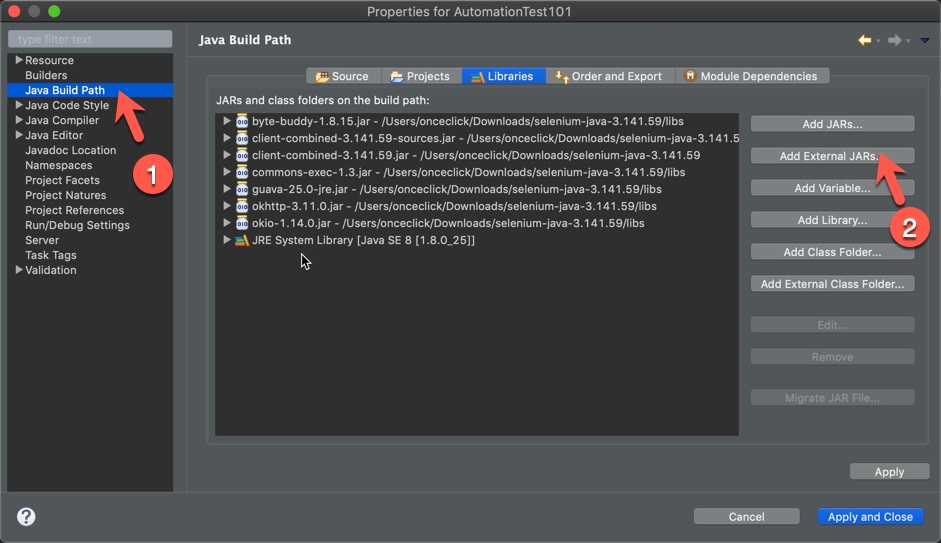 Properties for AutomationTest101
type filter text
Resource
Builders
Java Build Path
Java Code Style
Java Compiler
Java Editor
Javadoc Location
Namespaces
Project Facets
Project Natures
Project References
Run/Debug Settings
Server
Task Tags
Validation
1
Java Build Path
Source Projects Libraries Order and Export Module Dependencies
JARs and class folders on the build path:
byte-buddy-1.8.15.jar - /Users/onceclick/Downloads/selenium-java-3.141.59/libs
client-combined-3.141.59-sources.jar - /Users/onceclick/Downloads/selenium-java-3.141.5
client-combined-3.141.59.jar - /Users/onceclick/Downloads/selenium-java-3.141.59
commons-exec-1.3.jar - /Users/onceclick/Downloads/selenium-java-3.141.59/libs
guava-25.0-jre.jar - /Users/onceclick/Downloads/selenium-java-3.141.59/libs
okhttp-3.11.0.jar - /Users/onceclick/Downloads/selenium-java-3.141.59/libs
okio-1.14.0.jar - /Users/onceclick/Downloads/selenium-java-3.141.59/libs
JRE System Library [Java SE 8 [1.8.0_25]]
Add JARs...
Add External JARs...
Add Variable...
Add Library...
2
Add Class Folder...
Add External Class Folder...
Edit...
Remove
Migrate JAR File...
Apply
?
Cancel
Apply and Close